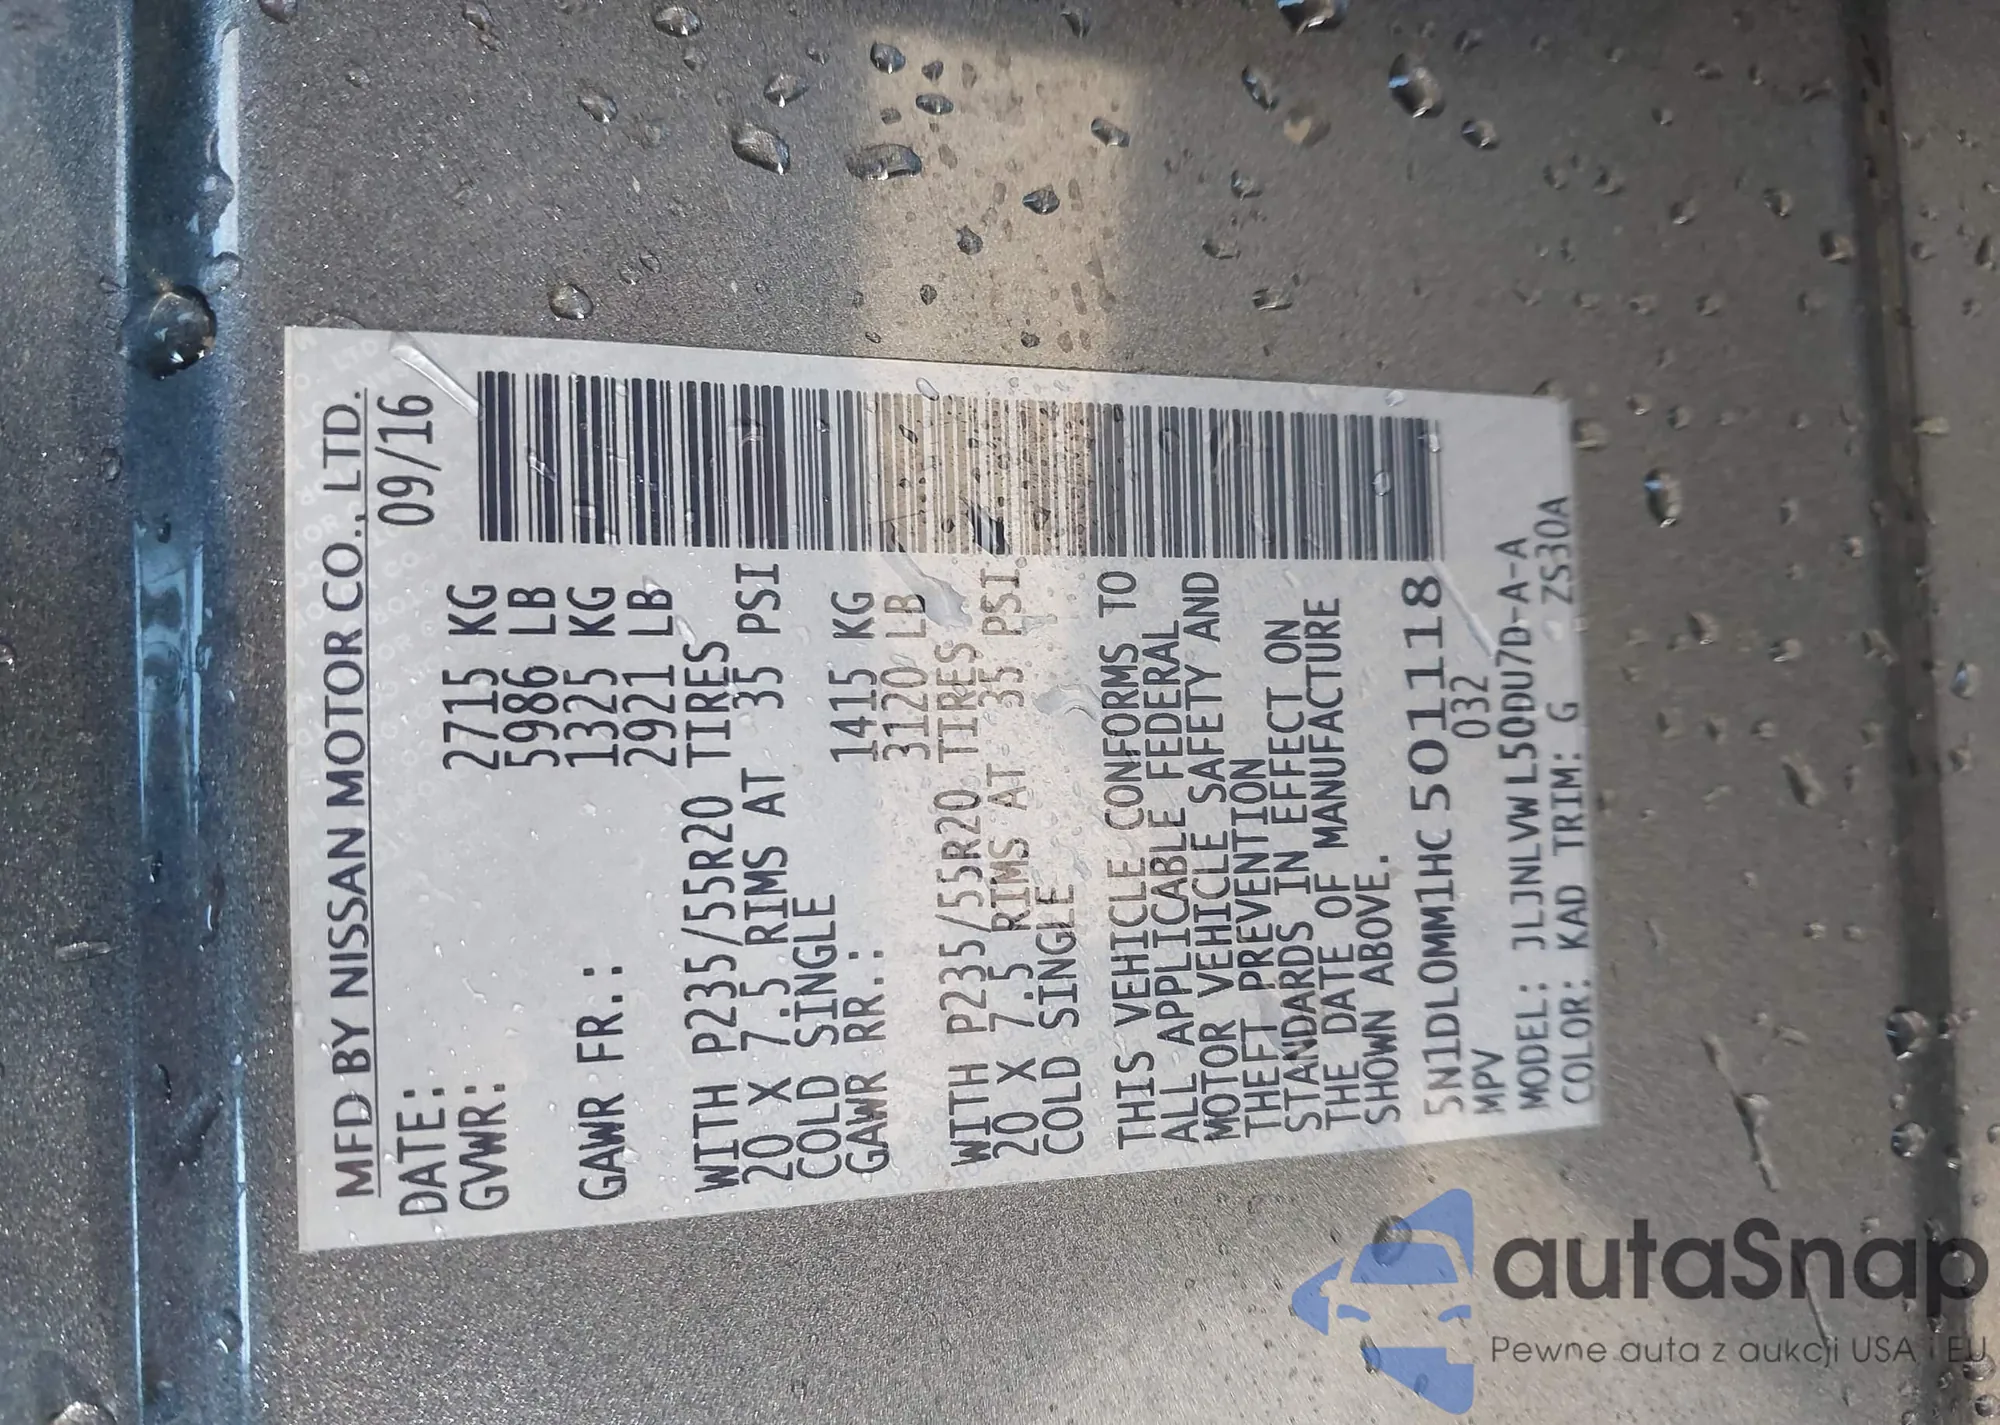 MFD BY NISSAN MOTOR CO., LTD.
DATE: 09/16
GVWR: 2715 KG
5986 LB
GAWR FR.: 1325 KG
2921 LB
WITH P235/55R20 TIRES
20 X 7.5 RIMS AT 35 PSI
COLD SINGLE
GAWR RR.: 1415 KG
3120 LB
WITH P235/55R20 TIRES
20 X 7.5 RIMS AT 35 PSI
COLD SINGLE
THIS VEHICLE CONFORMS TO
ALL APPLICABLE FEDERAL
MOTOR VEHICLE SAFETY AND
THEFT PREVENTION
STANDARDS IN EFFECT ON
THE DATE OF MANUFACTURE
SHOWN ABOVE.
5N1DL0MM1HC501118
MPV 032
MODEL: JLJNLVWL50DU7D-A-A
COLOR: KAD TRIM: G ZS30A
autaSnap
Pewne auta z aukcji USA i EU